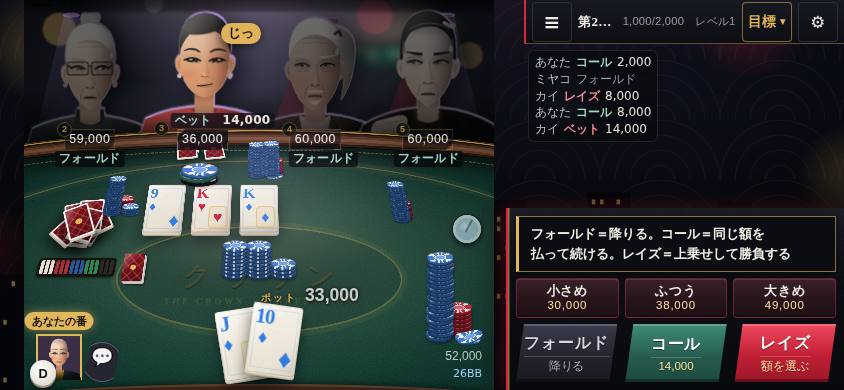 じっ
ベット 14,000
2
59,000
フォールド
3
36,000
4
60,000
フォールド
5
60,000
フォールド
9
K
K
クラウン
THE CROWN
ポット 33,000
J
10
あなたの番
D
52,000
26BB
第2… 1,000/2,000 レベル1 目標 ▾
あなた コール 2,000
ミヤコ フォールド
カイ レイズ 8,000
あなた コール 8,000
カイ ベット 14,000
フォールド＝降りる。コール＝同じ額を
払って続ける。レイズ＝上乗せして勝負する
小さめ
30,000
ふつう
38,000
大きめ
49,000
フォールド
降りる
コール
14,000
レイズ
額を選ぶ